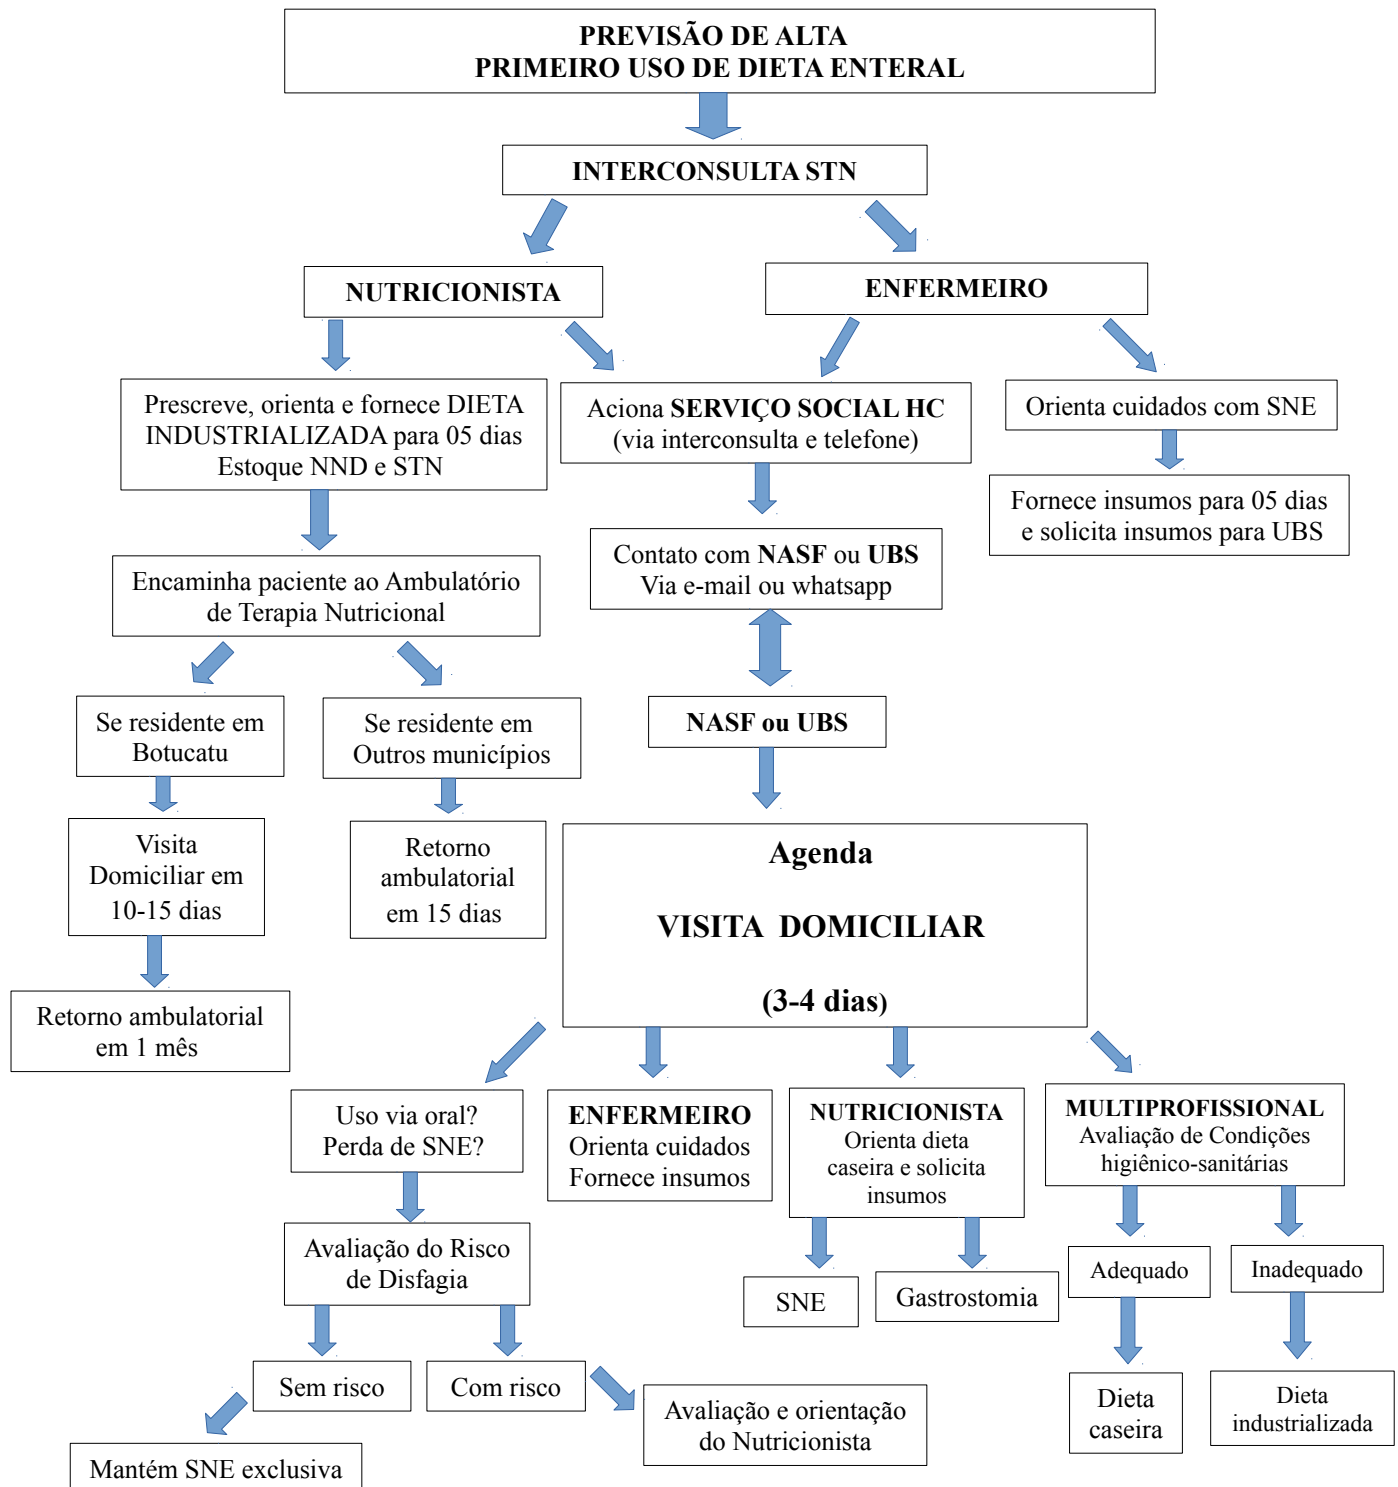 PREVISÃO DE ALTA
PRIMEIRO USO DE DIETA ENTERAL
INTERCONSULTA STN
NUTRICIONISTA
ENFERMEIRO
Prescreve, orienta e fornece DIETA
INDUSTRIALIZADA para 05 dias
Estoque NND e STN
Aciona SERVIÇO SOCIAL HC
(via interconsulta e telefone)
Orienta cuidados com SNE
Fornece insumos para 05 dias
e solicita insumos para UBS
Contato com NASF ou UBS
Via e-mail ou whatsapp
Encaminha paciente ao Ambulatório
de Terapia Nutricional
Se residente em
Botucatu
Se residente em
Outros municípios
NASF ou UBS
Visita
Domiciliar em
10-15 dias
Retorno
ambulatorial
em 15 dias
Agenda
VISITA DOMICILIAR
(3-4 dias)
Retorno ambulatorial
em 1 mês
Uso via oral?
Perda de SNE?
ENFERMEIRO
Orienta cuidados
Fornece insumos
NUTRICIONISTA
Orienta dieta
caseira e solicita
insumos
MULTIPROFISSIONAL
Avaliação de Condições
higiênico-sanitárias
Avaliação do Risco
de Disfagia
SNE
Gastrostomia
Adequado
Inadequado
Sem risco
Com risco
Avaliação e orientação
do Nutricionista
Dieta
caseira
Dieta
industrializada
Mantém SNE exclusiva